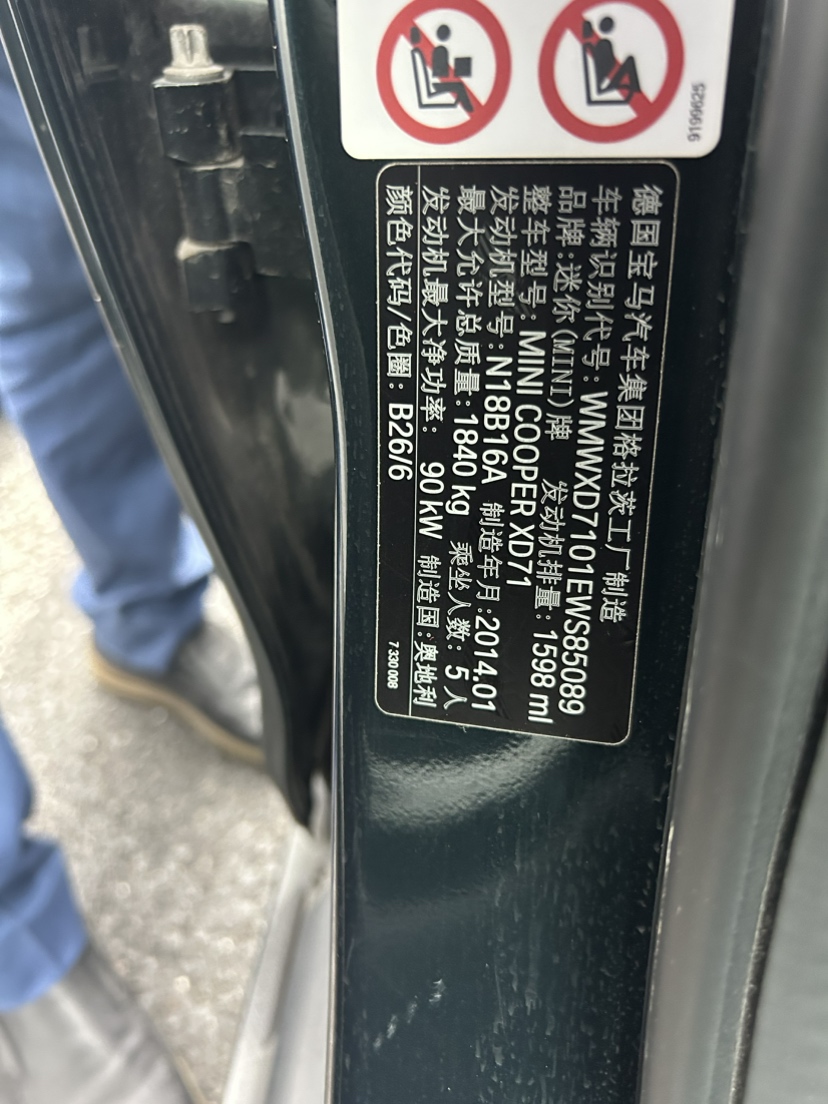 9199625
德国宝马汽车集团格拉茨工厂制造
车辆识别代号: WMWXD7101EWS85089
品牌:迷你(MINI)牌 发动机排量: 1598 ml
整车型号: MINI COOPER XD71
发动机型号: N18B16A 制造年月:2014.01
最大允许总质量: 1840 kg 乘坐人数: 5 人
发动机最大净功率: 90 kW 制造国:奥地利
颜色代码/色圈: B26/6
7 330 008